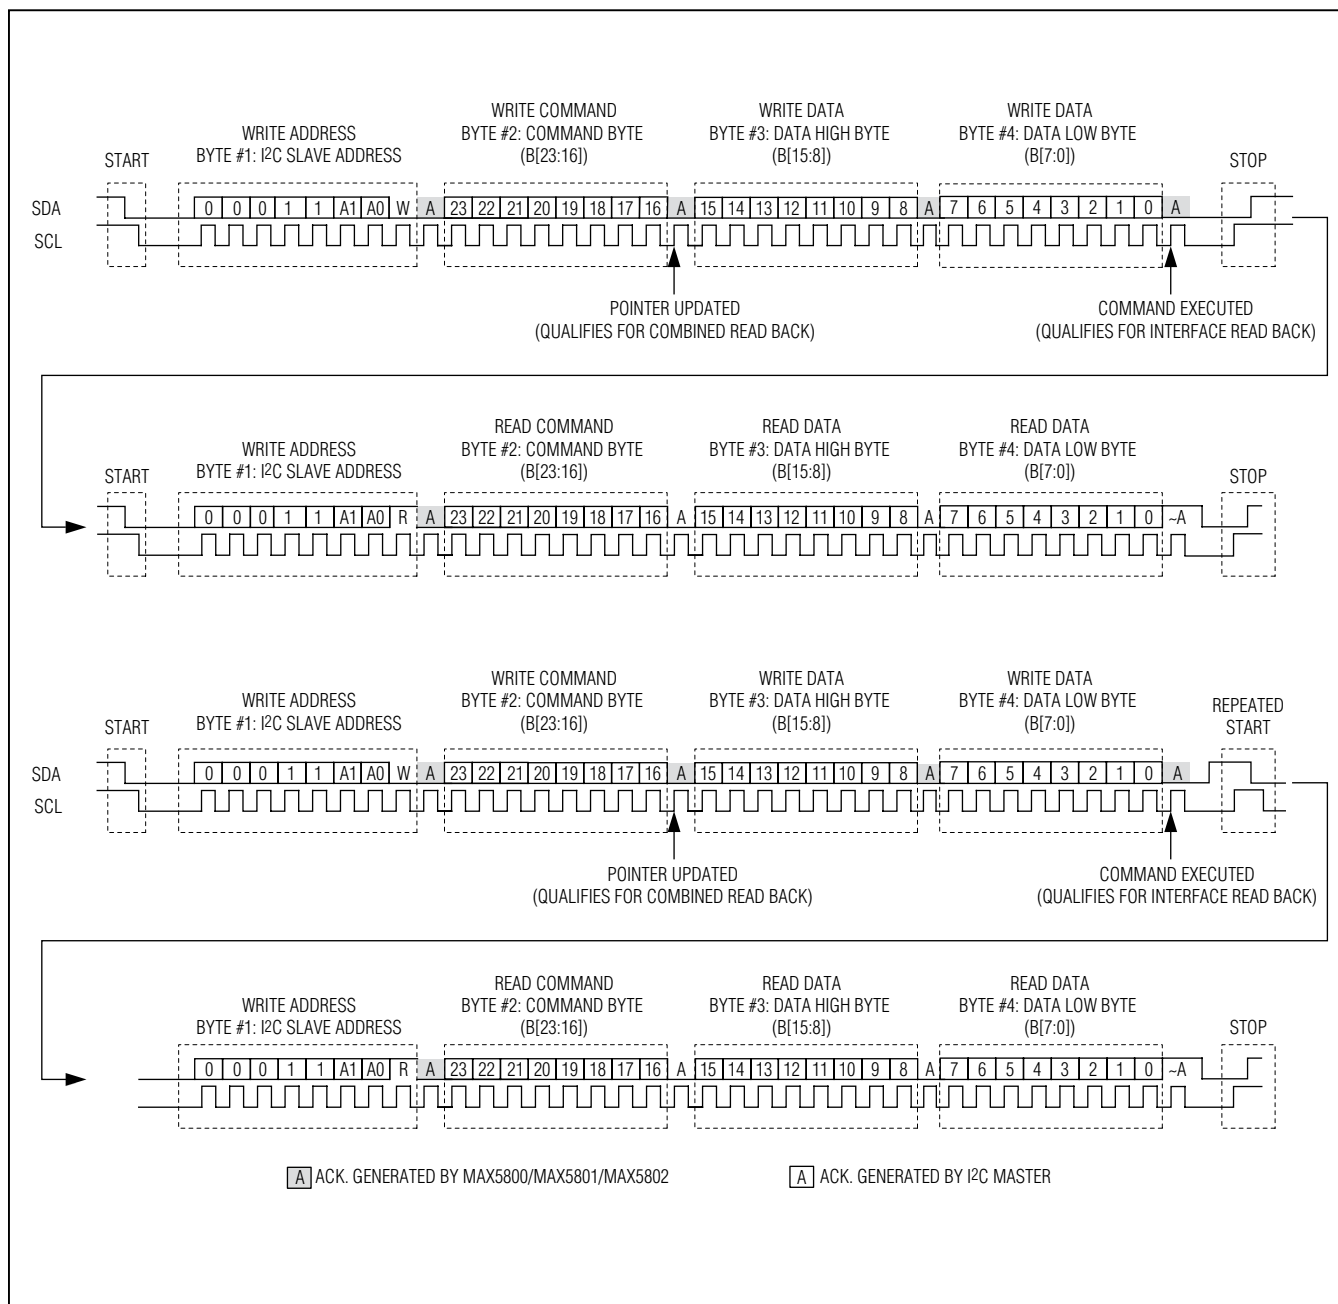 WRITE COMMAND WRITE DATA WRITE DATA
WRITE ADDRESS BYTE #2: COMMAND BYTE BYTE #3: DATA HIGH BYTE BYTE #4: DATA LOW BYTE
START BYTE #1: I2C SLAVE ADDRESS (B[23:16]) (B[15:8]) (B[7:0]) STOP
SDA 0 0 0 1 1 A1 A0 W A 23 22 21 20 19 18 17 16 A 15 14 13 12 11 10 9 8 A 7 6 5 4 3 2 1 0 A
SCL
POINTER UPDATED COMMAND EXECUTED
(QUALIFIES FOR COMBINED READ BACK) (QUALIFIES FOR INTERFACE READ BACK)
READ COMMAND READ DATA READ DATA
WRITE ADDRESS BYTE #2: COMMAND BYTE BYTE #3: DATA HIGH BYTE BYTE #4: DATA LOW BYTE
START BYTE #1: I2C SLAVE ADDRESS (B[23:16]) (B[15:8]) (B[7:0]) STOP
0 0 0 1 1 A1 A0 R A 23 22 21 20 19 18 17 16 A 15 14 13 12 11 10 9 8 A 7 6 5 4 3 2 1 0 ~A
WRITE COMMAND WRITE DATA WRITE DATA
WRITE ADDRESS BYTE #2: COMMAND BYTE BYTE #3: DATA HIGH BYTE BYTE #4: DATA LOW BYTE REPEATED
START BYTE #1: I2C SLAVE ADDRESS (B[23:16]) (B[15:8]) (B[7:0]) START
SDA 0 0 0 1 1 A1 A0 W A 23 22 21 20 19 18 17 16 A 15 14 13 12 11 10 9 8 A 7 6 5 4 3 2 1 0 A
SCL
POINTER UPDATED COMMAND EXECUTED
(QUALIFIES FOR COMBINED READ BACK) (QUALIFIES FOR INTERFACE READ BACK)
READ COMMAND READ DATA READ DATA
WRITE ADDRESS BYTE #2: COMMAND BYTE BYTE #3: DATA HIGH BYTE BYTE #4: DATA LOW BYTE
BYTE #1: I2C SLAVE ADDRESS (B[23:16]) (B[15:8]) (B[7:0]) STOP
0 0 0 1 1 A1 A0 R A 23 22 21 20 19 18 17 16 A 15 14 13 12 11 10 9 8 A 7 6 5 4 3 2 1 0 ~A
A ACK. GENERATED BY MAX5800/MAX5801/MAX5802 A ACK. GENERATED BY I2C MASTER